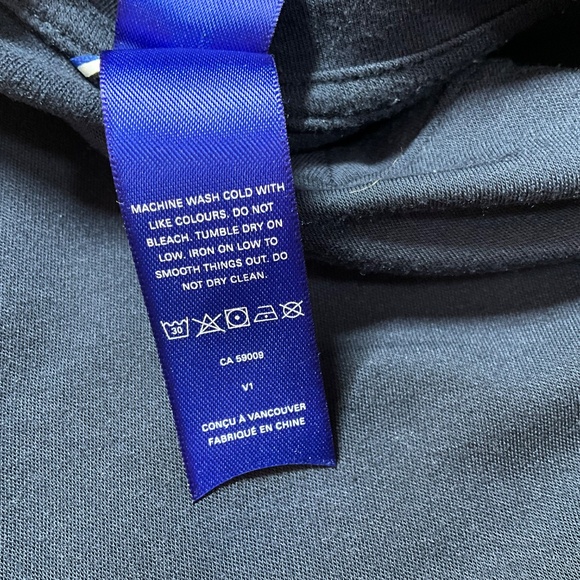 MACHINE WASH COLD WITH
LIKE COLOURS. DO NOT
BLEACH. TUMBLE DRY ON
LOW. IRON ON LOW TO
SMOOTH THINGS OUT. DO
NOT DRY CLEAN.
30
CA 59009
V1
CONÇU À VANCOUVER
FABRIQUÉ EN CHINE